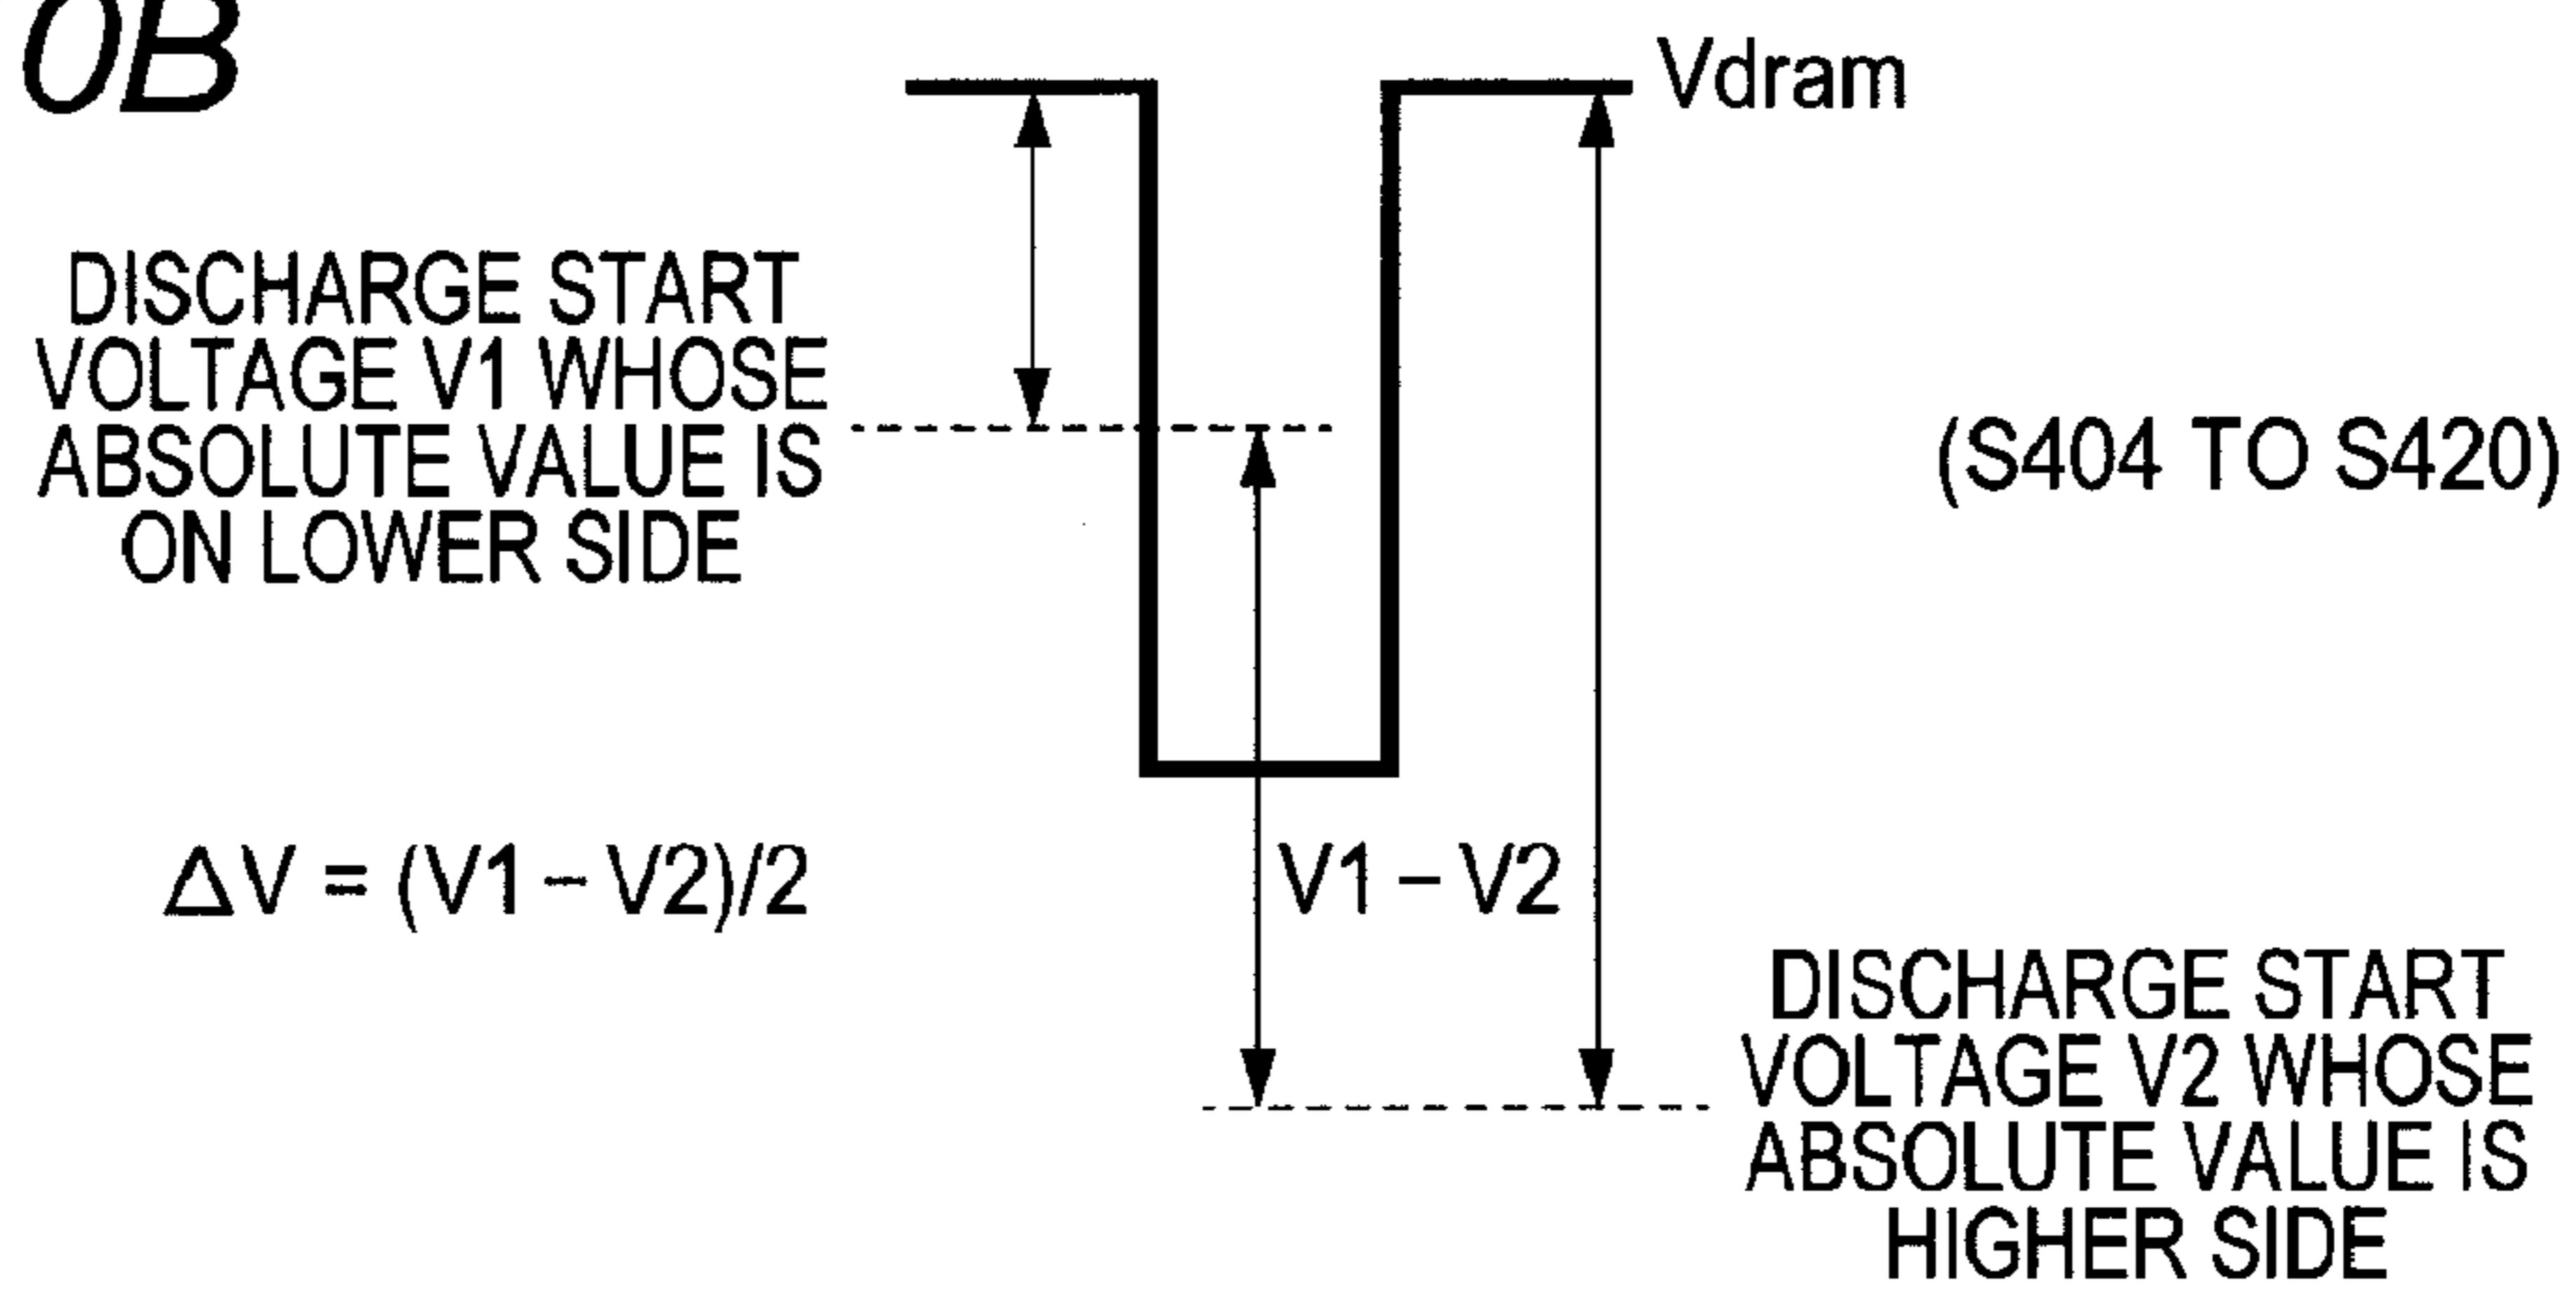 0B
Vdram
DISCHARGE START
VOLTAGE V1 WHOSE
ABSOLUTE VALUE IS
ON LOWER SIDE
(S404 TO S420)
ΔV = (V1 – V2)/2
V1 – V2
DISCHARGE START
VOLTAGE V2 WHOSE
ABSOLUTE VALUE IS
HIGHER SIDE